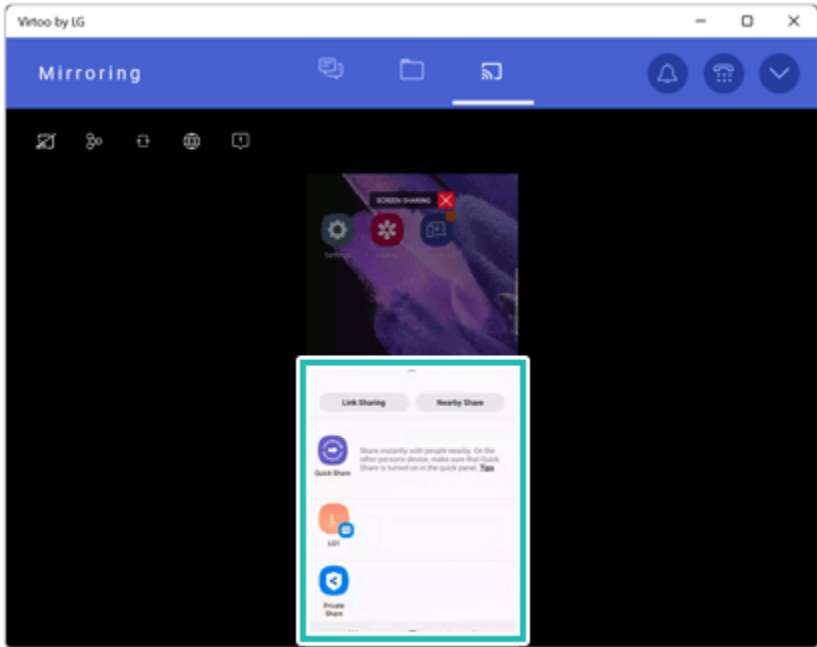 Virtoo by LG
Mirroring
SCREEN SHARING
Settings
Link Sharing
Nearby Share
Quick Share
Share instantly with people nearby. On the
other person's device, make sure that Quick
Share is turned on in the quick panel. Tips
L
LG1
Private
Share